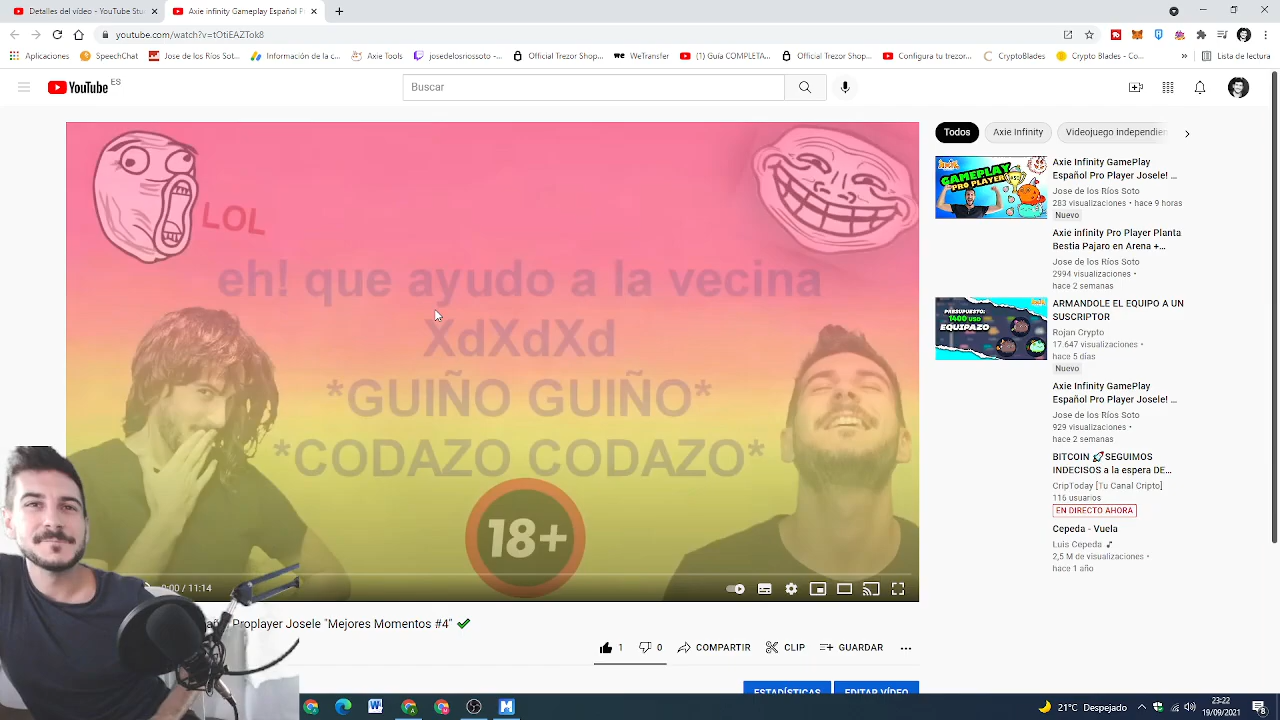 Detalles del vídeo - YouTube Stu
Axie infinity Gameplay Español P
youtube.com/watch?v=tOtiEAZTok8
Aplicaciones
SpeechTexter | Spee...
José de los Ríos Sot...
Infinity - LinkCartel...
Axie Tools
josedelosriossoto -...
Official Trezor Shop...
WeTransfer
(1) GUÍA COMPLETA...
Official Trezor Shop...
Configura tu trezor...
CryptoBlades
Crypto Blades - Co...
»
Lista de lectura
YouTube ES
Buscar
LOL
eh! que ayudo a la vecina
XdXdXd
*GUIÑO GUIÑO*
*CODAZO CODAZO*
18+
0:00 / 11:14
Proplayer Josele "Mejores Momentos #4" ✔
1
0
COMPARTIR
CLIP
GUARDAR
ESTADÍSTICAS
EDITAR VÍDEO
Todos
Axie Infinity
Videojuego independien
GAMEPLAY
PRO PLAYER
Axie Infinity GamePlay
Español Pro Player Josele! ...
Jose de los Ríos Soto
283 visualizaciones • hace 9 horas
Nuevo
Axie infinity Pro Player Planta
Bestia Pajaro en Arena +...
Jose de los Ríos Soto
2994 visualizaciones •
hace 2 semanas
PRESUPUESTO:
1400 USD
EQUIPAZO
ARMANDOLE EL EQUIPO A UN
SUSCRIPTOR
Rojan Crypto
17.647 visualizaciones •
hace 5 días
Nuevo
Axie Infinity GamePlay
Español Pro Player Josele! ...
Jose de los Ríos Soto
929 visualizaciones •
hace 2 semanas
BITCOIN 🚀SEGUIMOS
INDECISOS a la espera DE...
CripToday [Tu Canal Cripto]
116 usuarios
EN DIRECTO AHORA
Cepeda - Vuela
Luis Cepeda
2,5 M de visualizaciones •
hace 1 año
21°C
23:22
19/09/2021